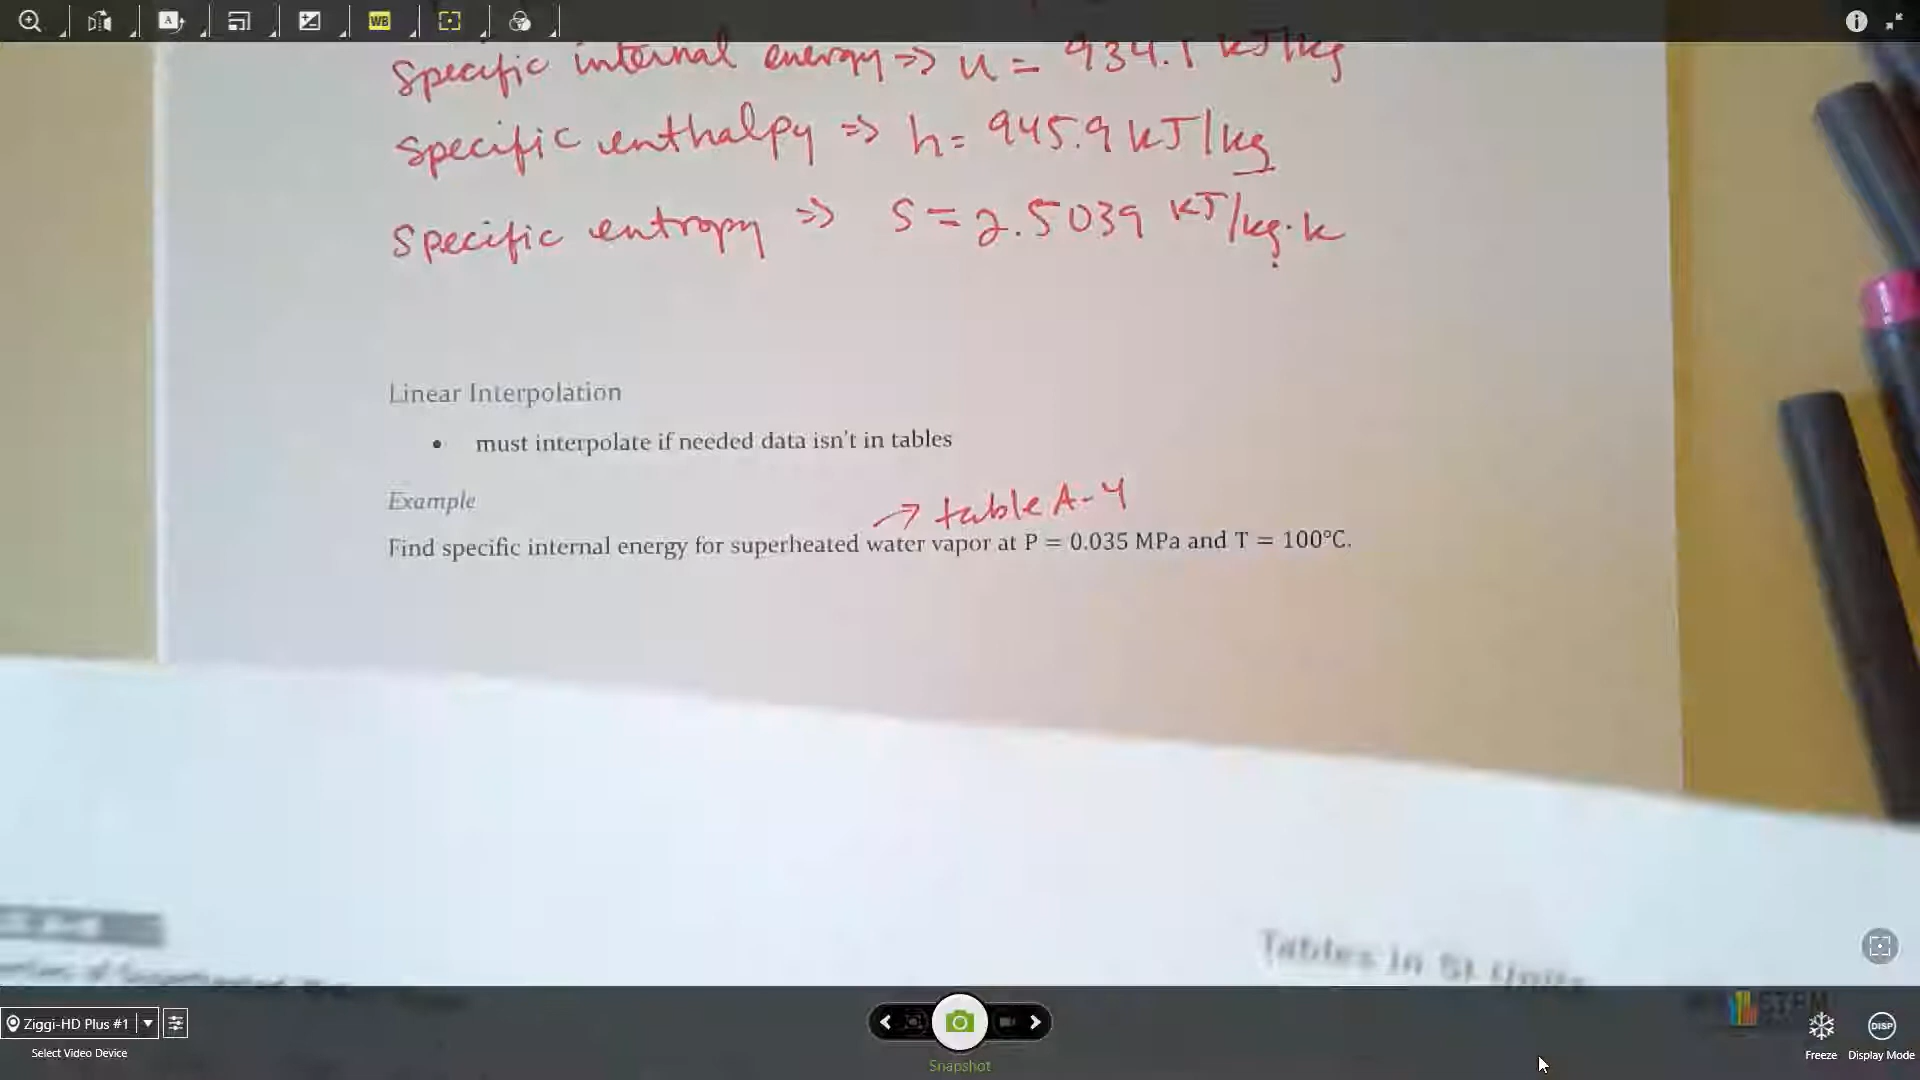 WB
Specific internal energy => u = 934.1 kJ/kg
Specific enthalpy => h = 945.9 kJ/kg
Specific entropy => s = 2.5039 kJ/kg·k
Linear Interpolation
• must interpolate if needed data isn't in tables
Example
→ table A-4
Find specific internal energy for superheated water vapor at P = 0.035 MPa and T = 100°C.
Tables in SI Units
Ziggi-HD Plus #1
Select Video Device
Snapshot
STEM
DISP
Freeze
Display Mode